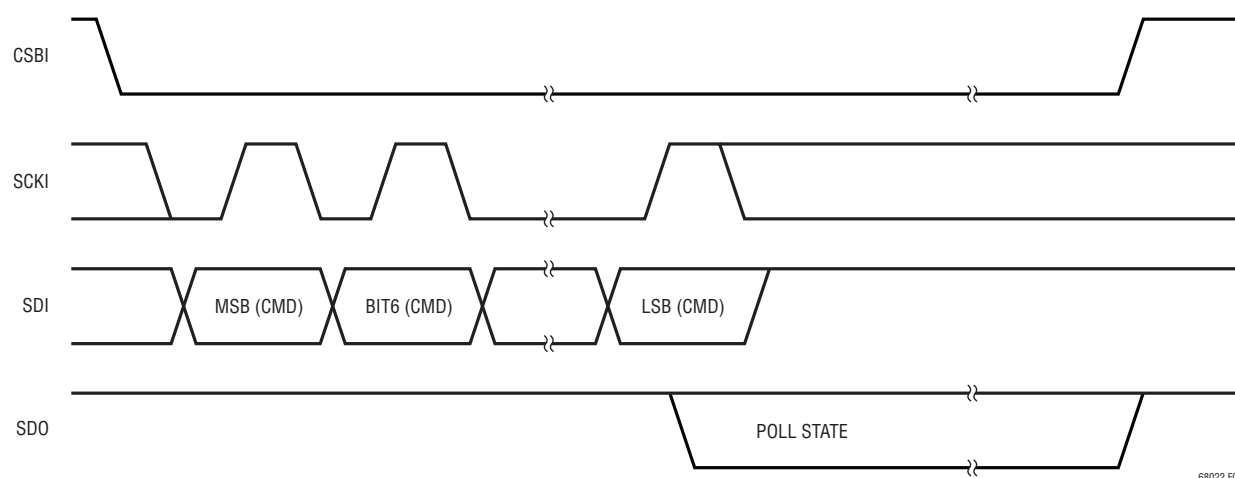 CSBI
SCKI
SDI
MSB (CMD)
BIT6 (CMD)
LSB (CMD)
SDO
POLL STATE